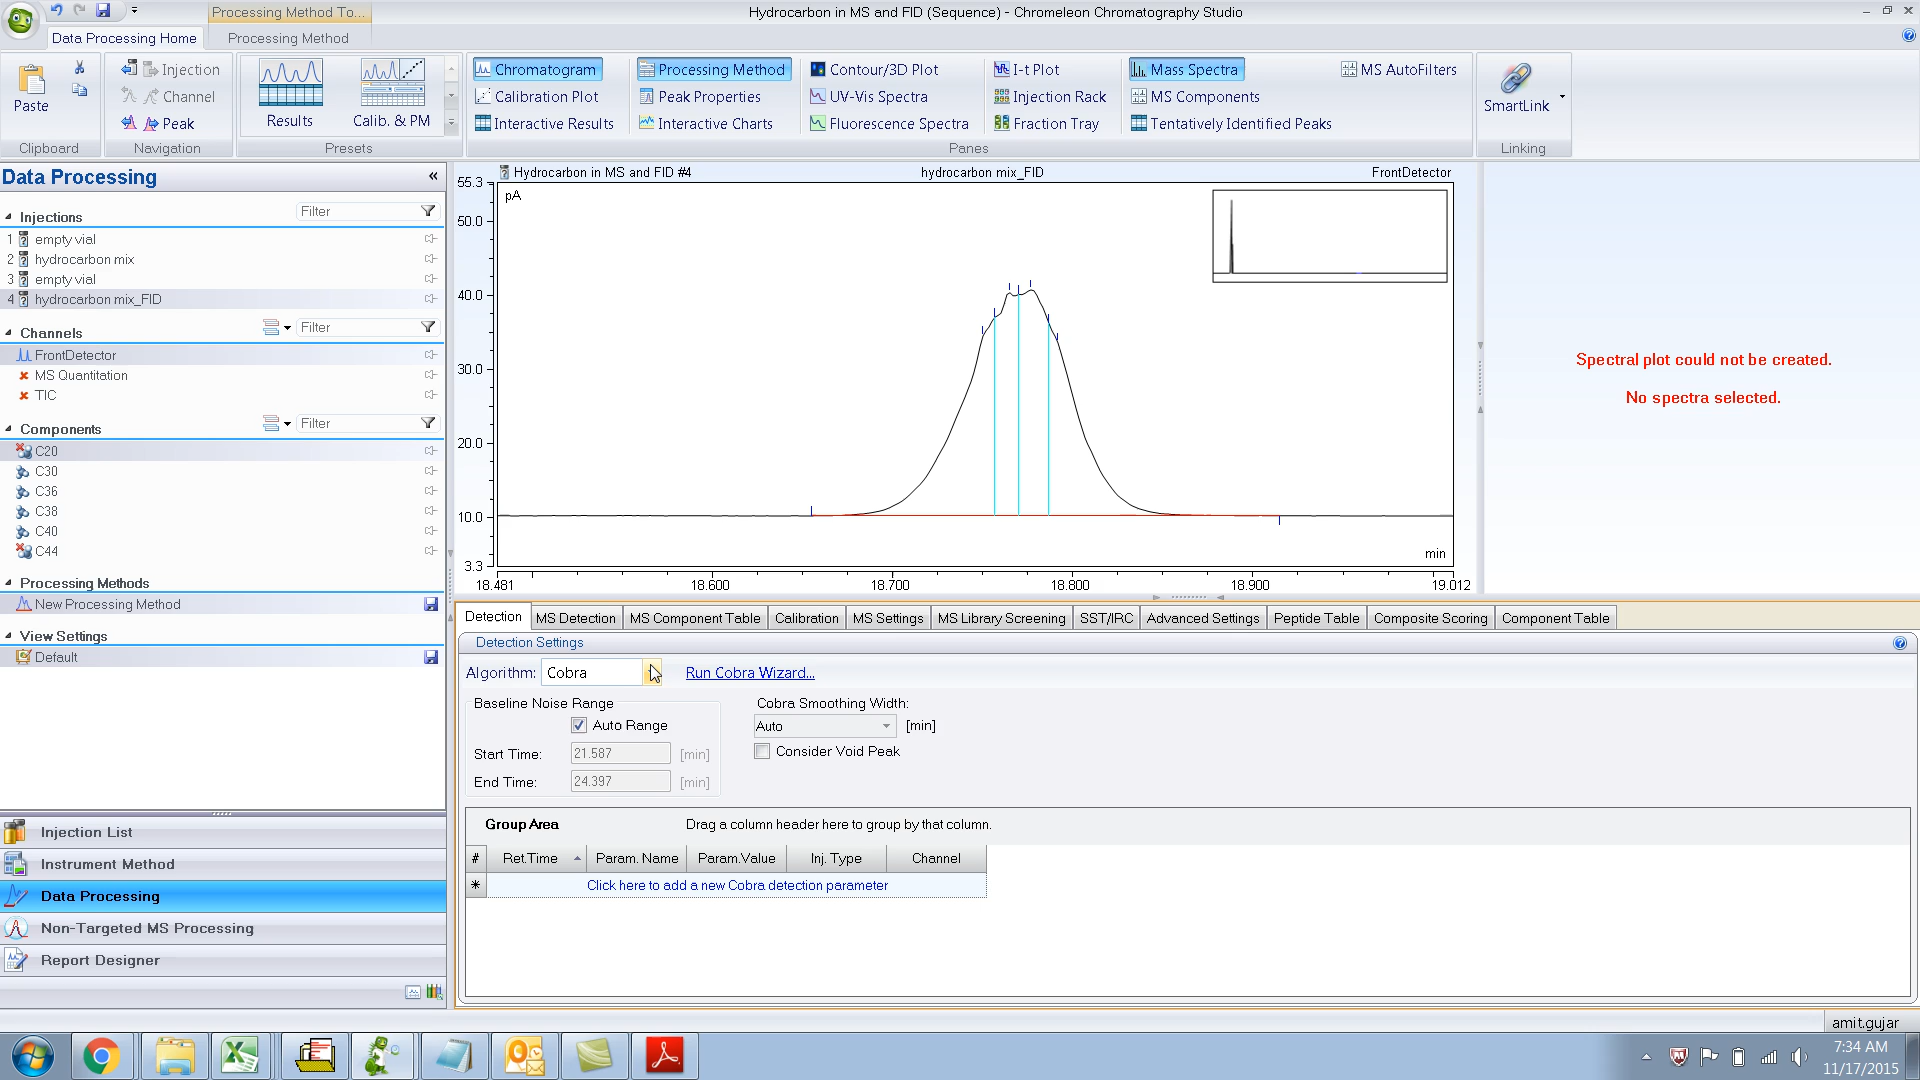 Processing Method To...
Hydrocarbon in MS and FID (Sequence) - Chromeleon Chromatography Studio
Data Processing Home
Processing Method
Paste
Clipboard
Injection
Channel
Peak
Navigation
Results
Calib. & PM
Presets
Chromatogram
Calibration Plot
Interactive Results
Processing Method
Peak Properties
Interactive Charts
Contour/3D Plot
UV-Vis Spectra
Fluorescence Spectra
I-t Plot
Injection Rack
Fraction Tray
Mass Spectra
MS Components
Tentatively Identified Peaks
MS AutoFilters
Panes
SmartLink
Linking
Data Processing
Injections
Filter
1 empty vial
2 hydrocarbon mix
3 empty vial
4 hydrocarbon mix_FID
Channels
Filter
FrontDetector
MS Quantitation
TIC
Components
Filter
C20
C30
C36
C38
C40
C44
Processing Methods
New Processing Method
View Settings
Default
Injection List
Instrument Method
Data Processing
Non-Targeted MS Processing
Report Designer
Hydrocarbon in MS and FID #4
hydrocarbon mix_FID
FrontDetector
pA
55.3
50.0
40.0
30.0
20.0
10.0
3.3
min
18.481
18.600
18.700
18.800
18.900
19.012
Spectral plot could not be created.
No spectra selected.
Detection
MS Detection
MS Component Table
Calibration
MS Settings
MS Library Screening
SST/IRC
Advanced Settings
Peptide Table
Composite Scoring
Component Table
Detection Settings
Algorithm: Cobra
Run Cobra Wizard...
Baseline Noise Range
Auto Range
Start Time: 21.587 [min]
End Time: 24.397 [min]
Cobra Smoothing Width:
Auto [min]
Consider Void Peak
Group Area
Drag a column header here to group by that column.
# Ret.Time Param. Name Param.Value Inj. Type Channel
Click here to add a new Cobra detection parameter
amit.gujar
7:34 AM
11/17/2015